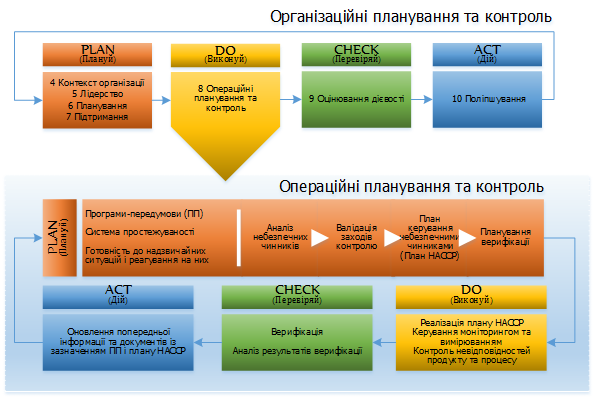 Організаційні планування та контроль
PLAN
(Плануй)
4 Контекст організації
5 Лідерство
6 Планування
7 Підтримання
DO
(Виконуй)
8 Операційні
планування та
контроль
CHECK
(Перевіряй)
9 Оцінювання дієвості
ACT
(Дій)
10 Поліпшування
Операційні планування та контроль
PLAN
(Плануй)
Програми-передумови (ПП)
Система простежуваності
Готовність до надзвичайних
ситуацій і реагування на них
Аналіз
небезпечних
чинників
Валідація
заходів
контролю
План
керування
небезпечними
чинниками
(План НАССР)
Планування
верифікації
ACT
(Дій)
Оновлення попередньої
інформації та документів із
зазначенням ПП і плану НАССР
CHECK
(Перевіряй)
Верифікація
Аналіз результатів верифікації
DO
(Виконуй)
Реалізація плану НАССР
Керування моніторингом та
вимірюванням
Контроль невідповідностей
продукту та процесу